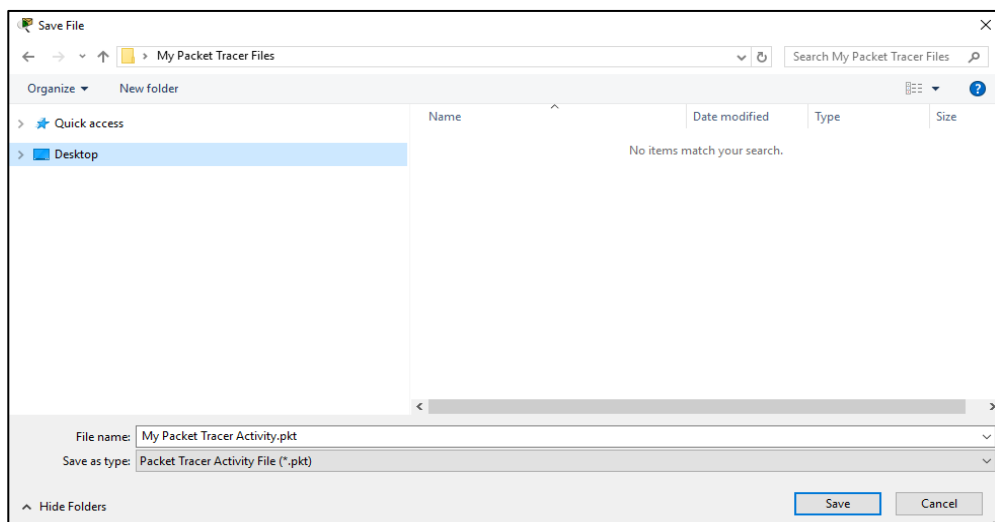 Save File
My Packet Tracer Files
Search My Packet Tracer Files
Organize
New folder
Quick access
Desktop
Name
Date modified
Type
Size
No items match your search.
File name: My Packet Tracer Activity.pkt
Save as type: Packet Tracer Activity File (*.pkt)
Hide Folders
Save
Cancel